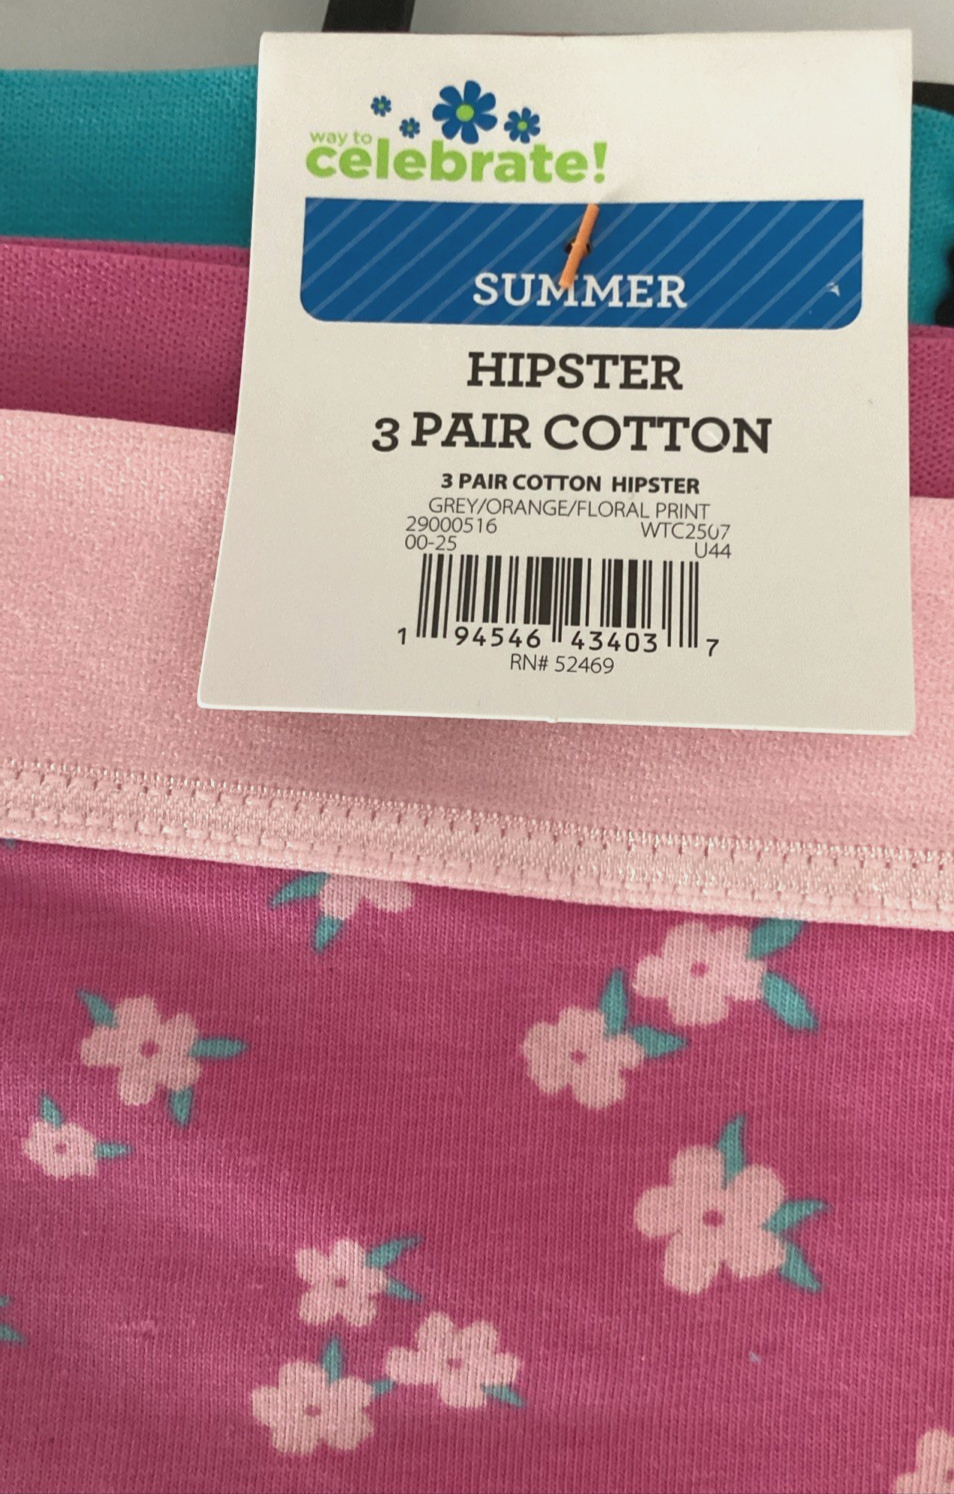 way to
celebrate!
SUMMER
HIPSTER
3 PAIR COTTON
3 PAIR COTTON HIPSTER
GREY/ORANGE/FLORAL PRINT
29000516 WTC2507
00-25 U44
1 94546 43403 7
RN# 52469